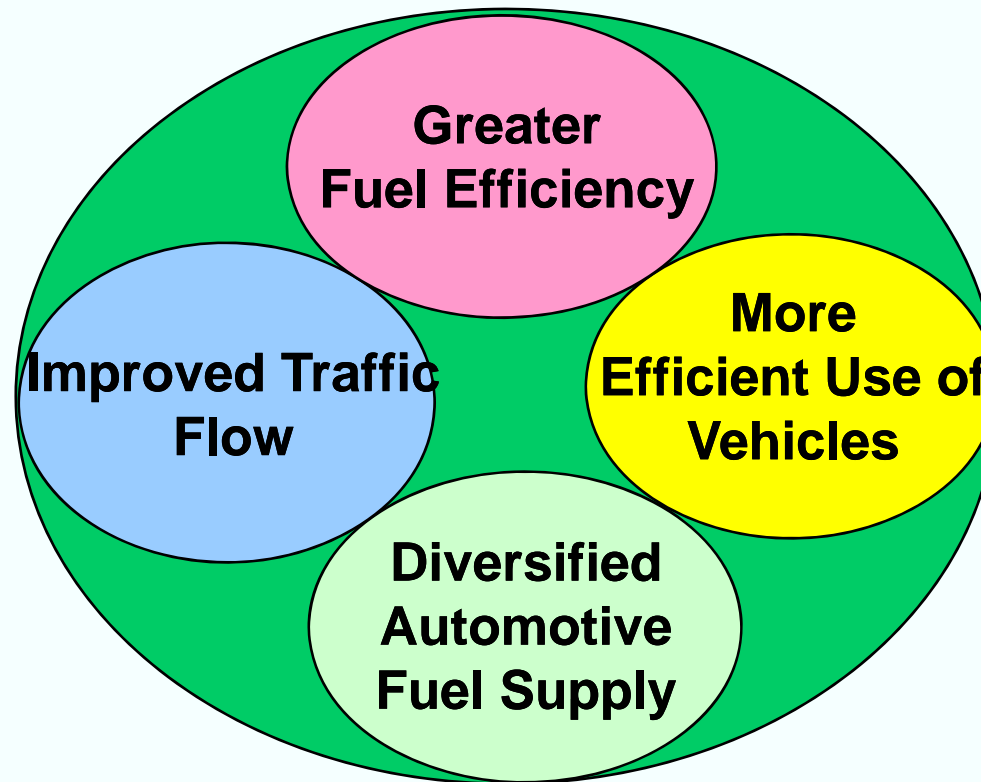 Greater
Fuel Efficiency
Improved Traffic
Flow
More
Efficient Use of
Vehicles
Diversified
Automotive
Fuel Supply